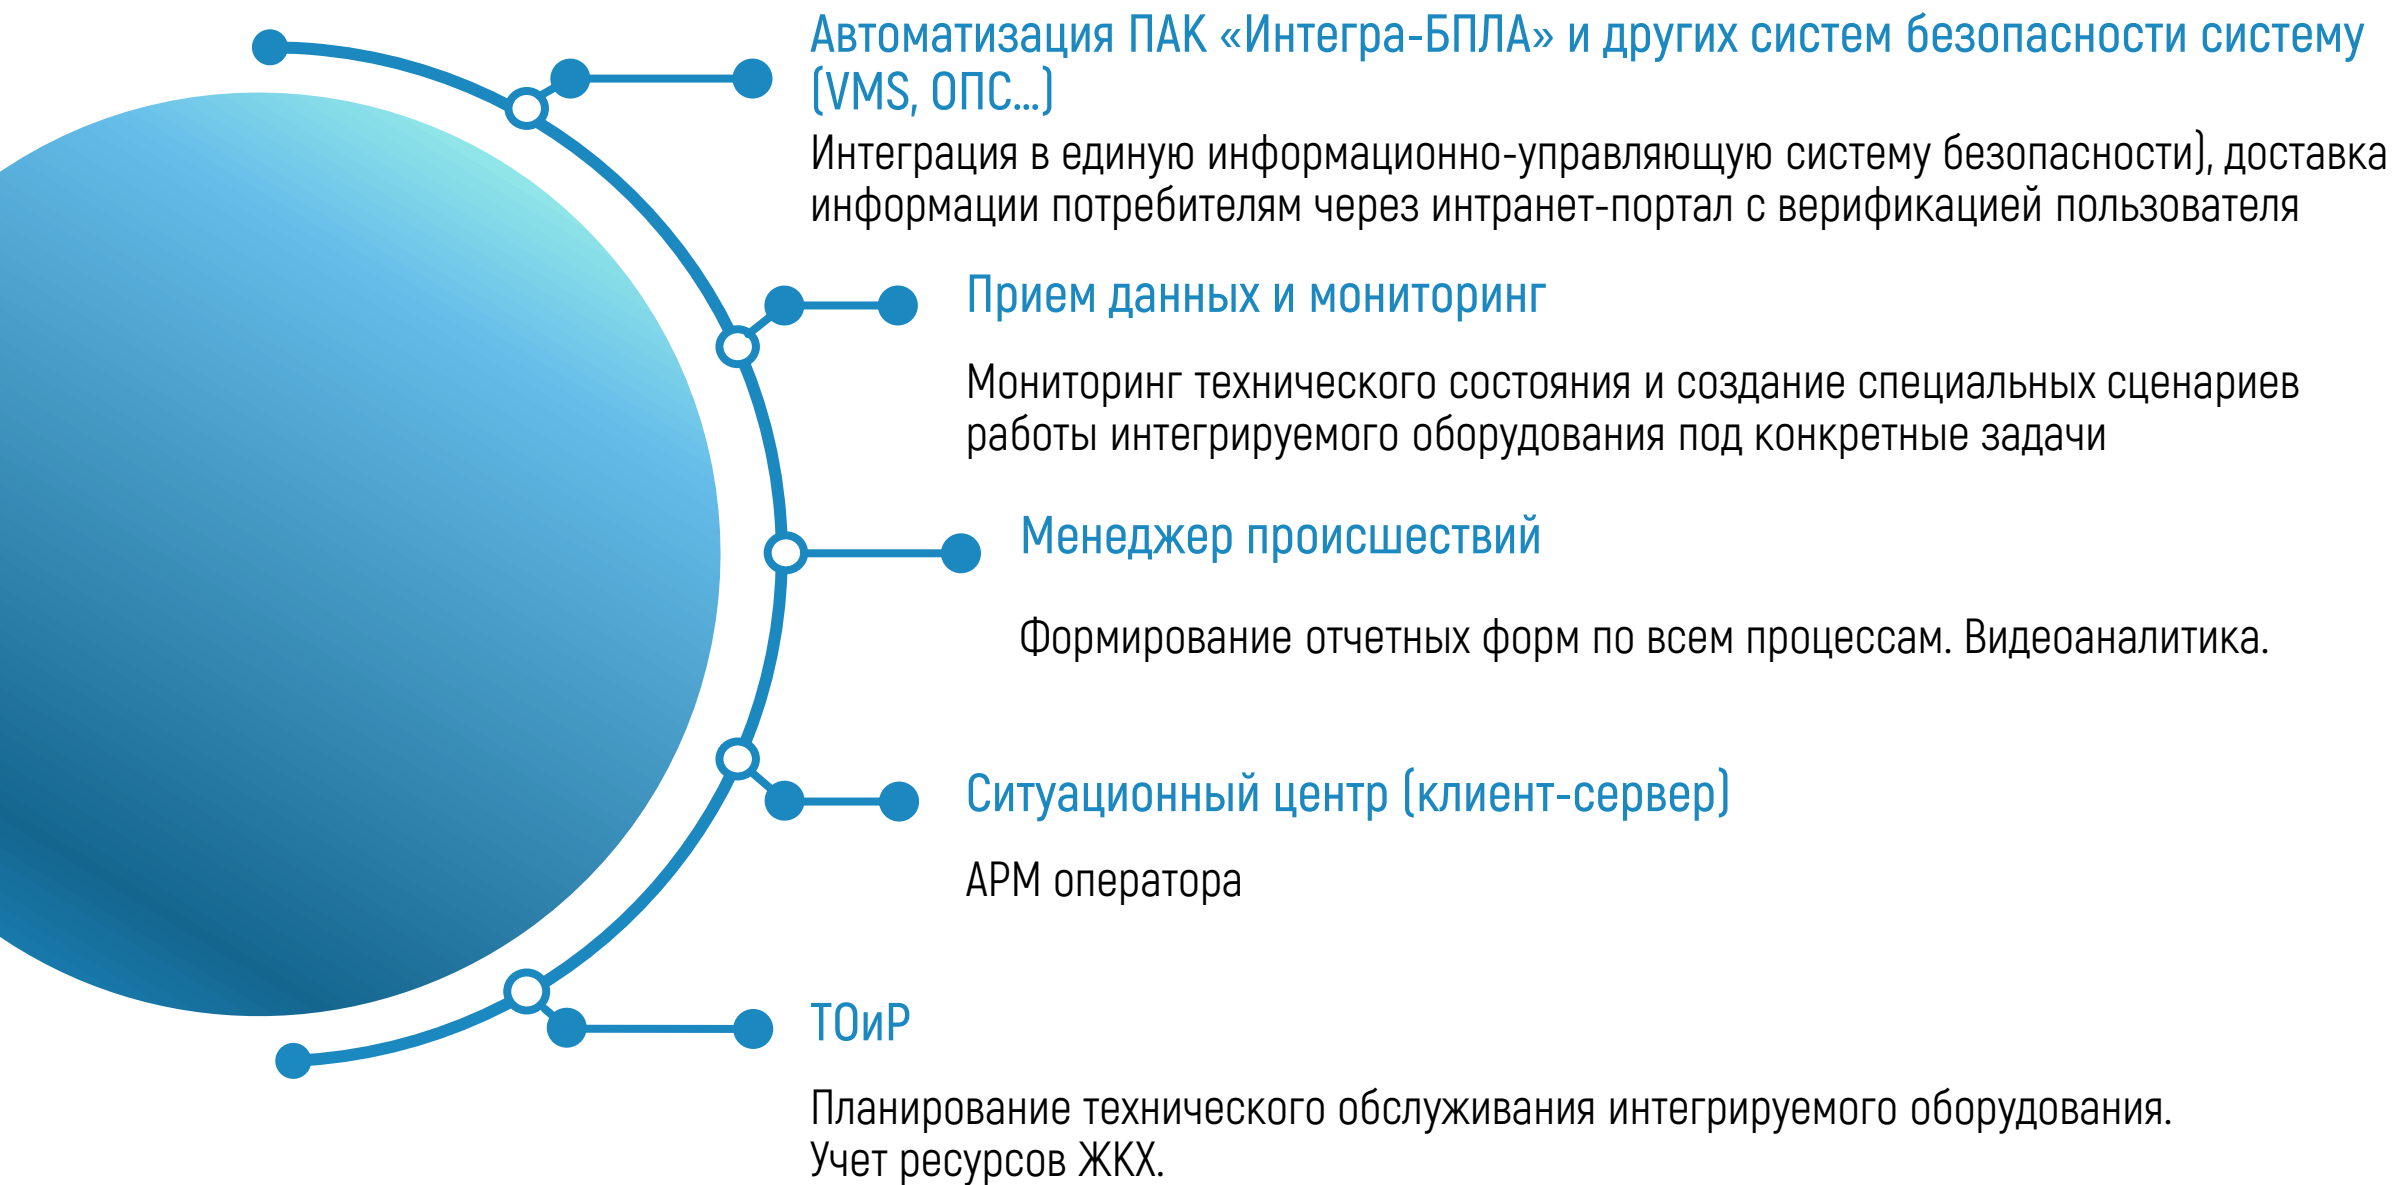 Автоматизация ПАК «Интегра-БПЛА» и других систем безопасности систему
(VMS, ОПС...)
Интеграция в единую информационно-управляющую систему безопасности), доставка
информации потребителям через интранет-портал с верификацией пользователя
Прием данных и мониторинг
Мониторинг технического состояния и создание специальных сценариев
работы интегрируемого оборудования под конкретные задачи
Менеджер происшествий
Формирование отчетных форм по всем процессам. Видеоаналитика.
Ситуационный центр (клиент-сервер)
АРМ оператора
ТОиР
Планирование технического обслуживания интегрируемого оборудования.
Учет ресурсов ЖКХ.